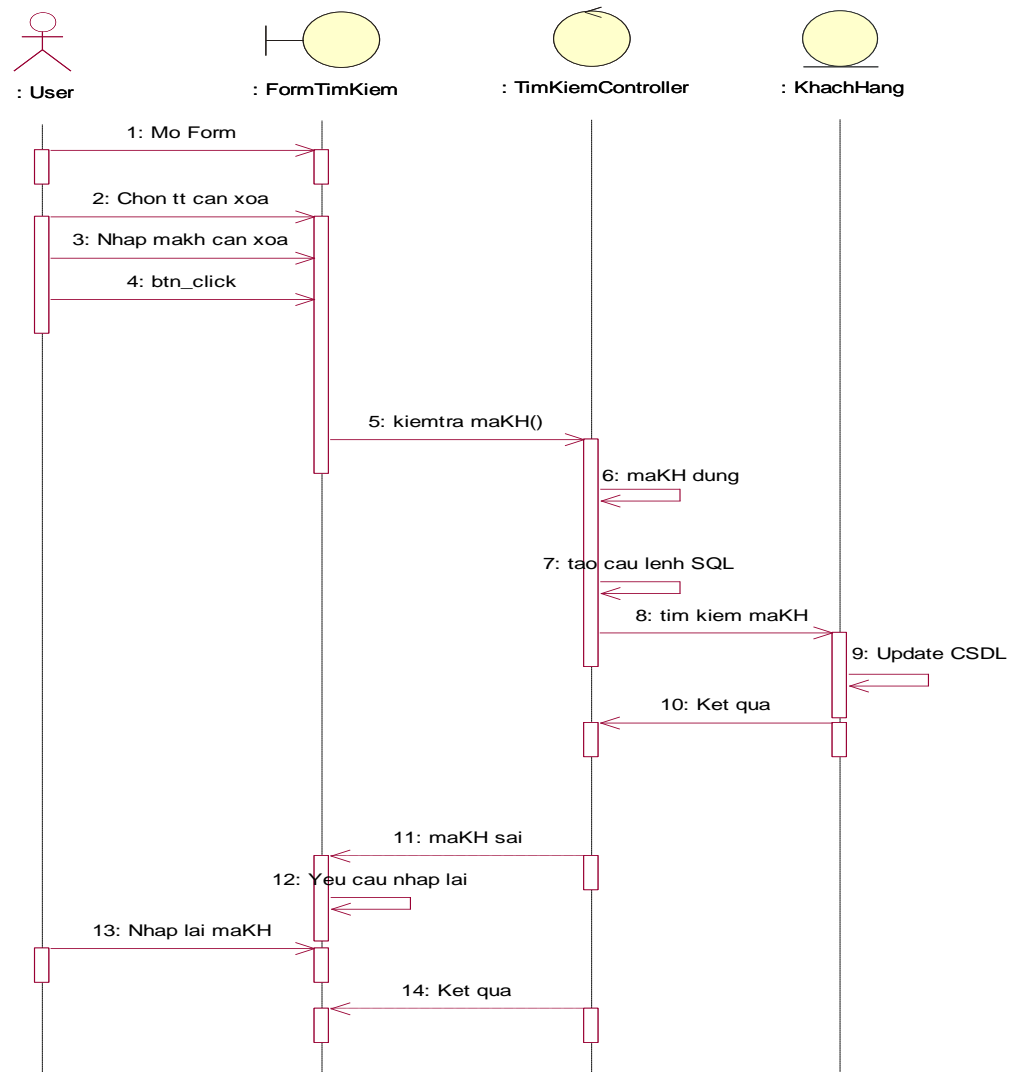 : User
: FormTimKiem
: TimKiemController
: KhachHang
1: Mo Form
2: Chon tt can xoa
3: Nhap makh can xoa
4: btn_click
5: kiemtra maKH()
6: maKH dung
7: tao cau lenh SQL
8: tim kiem maKH
9: Update CSDL
10: Ket qua
11: maKH sai
12: Yeu cau nhap lai
13: Nhap lai maKH
14: Ket qua